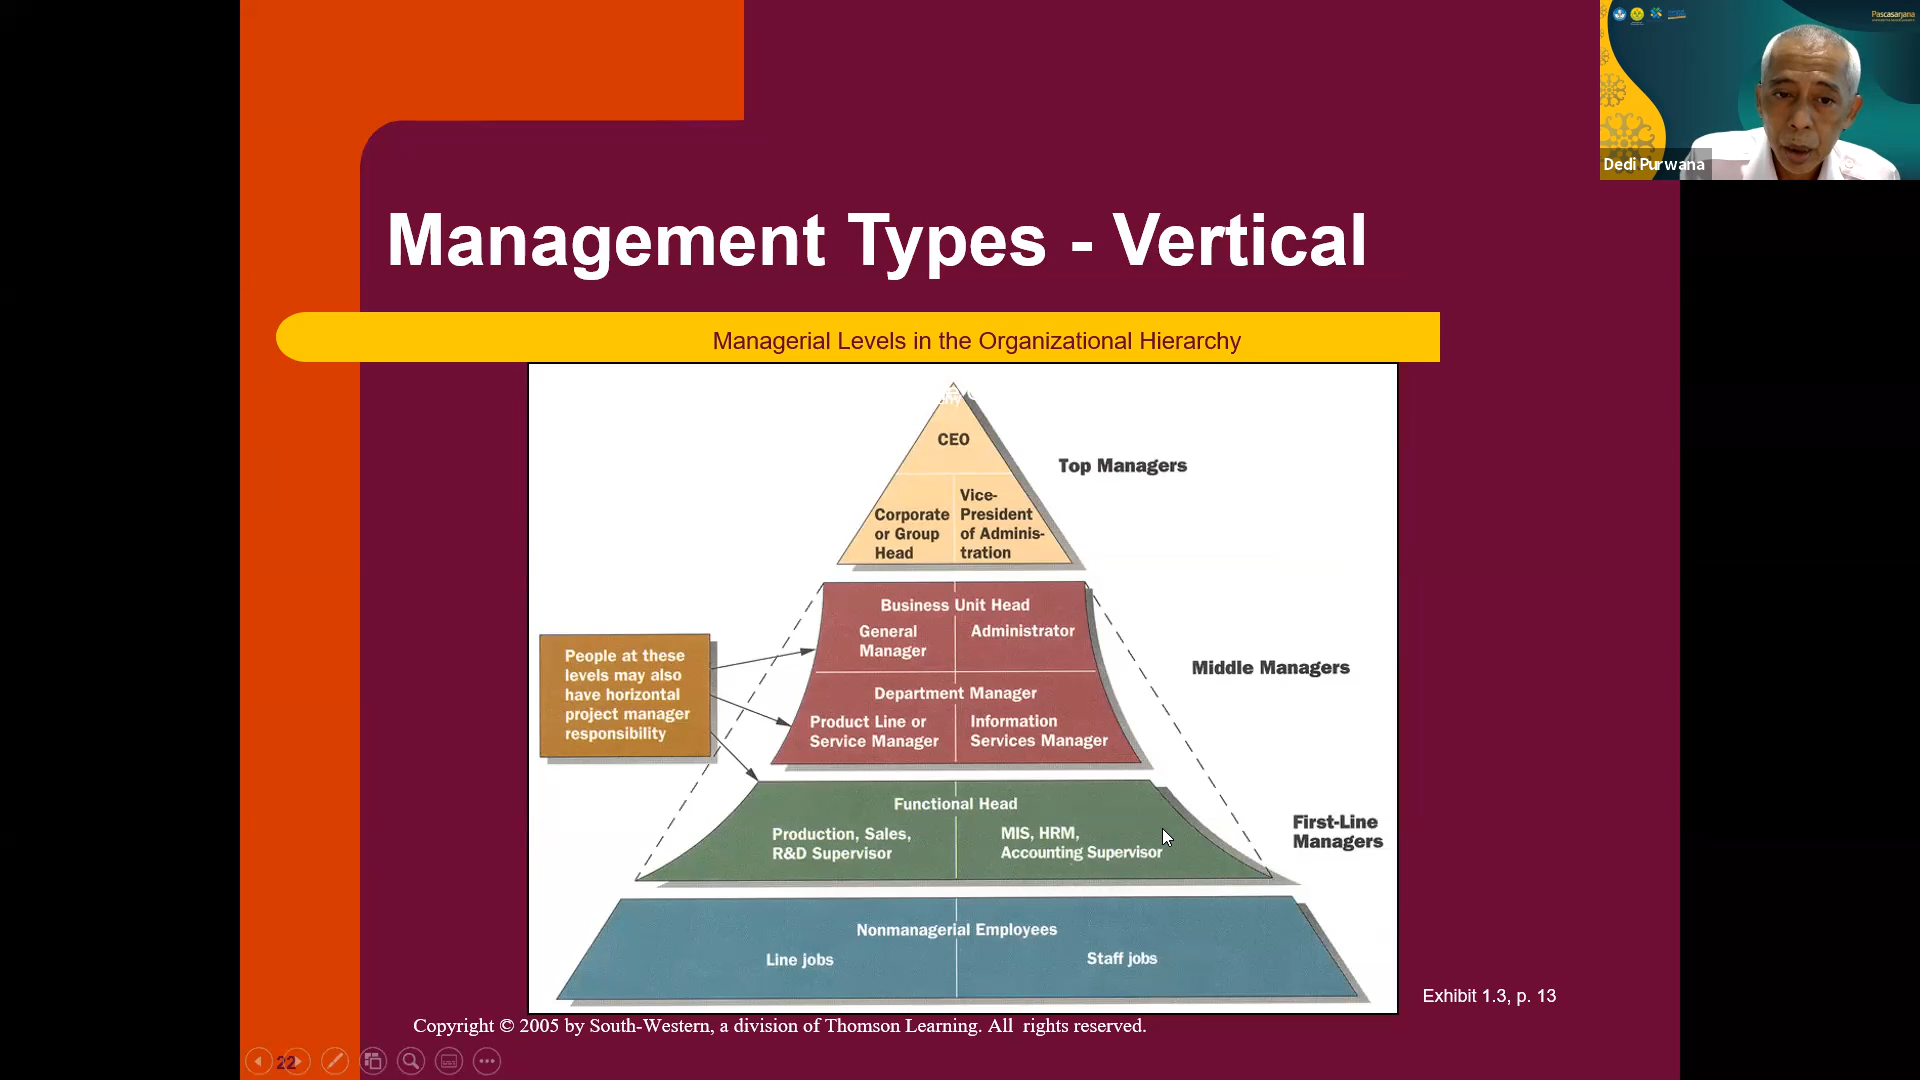 Pascasarjana
Dedi Purwana
Management Types - Vertical
Managerial Levels in the Organizational Hierarchy
CEO
Top Managers
Corporate
or Group
Head
Vice-
President
of Adminis-
tration
Business Unit Head
General
Manager
Administrator
People at these
levels may also
have horizontal
project manager
responsibility
Middle Managers
Department Manager
Product Line or
Service Manager
Information
Services Manager
Functional Head
Production, Sales,
R&D Supervisor
MIS, HRM,
Accounting Supervisor
First-Line
Managers
Nonmanagerial Employees
Line jobs
Staff jobs
Exhibit 1.3, p. 13
Copyright © 2005 by South-Western, a division of Thomson Learning. All rights reserved.
22